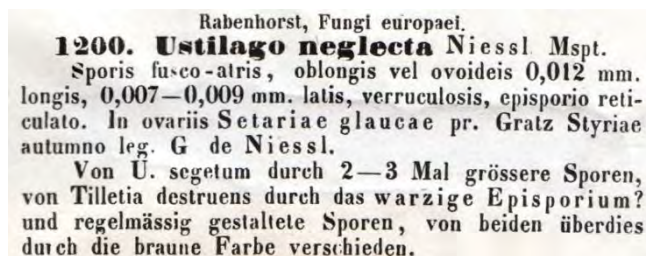 Rabenhorst, Fungi europaei.
1200. Ustilago neglecta Niessl Mspt.
Sporis fusco-atris, oblongis vel ovoideis 0,012 mm.
longis, 0,007—0,009 mm. latis, verruculosis, episporio reti-
culato. In ovariis Setariae glaucae pr. Gratz Styriae
autumno leg. G de Niessl.
Von U. segetum durch 2—3 Mal grössere Sporen,
von Tilletia destruens durch das warzige Episporium?
und regelmässig gestaltete Sporen, von beiden überdies
durch die braune Farbe verschieden.